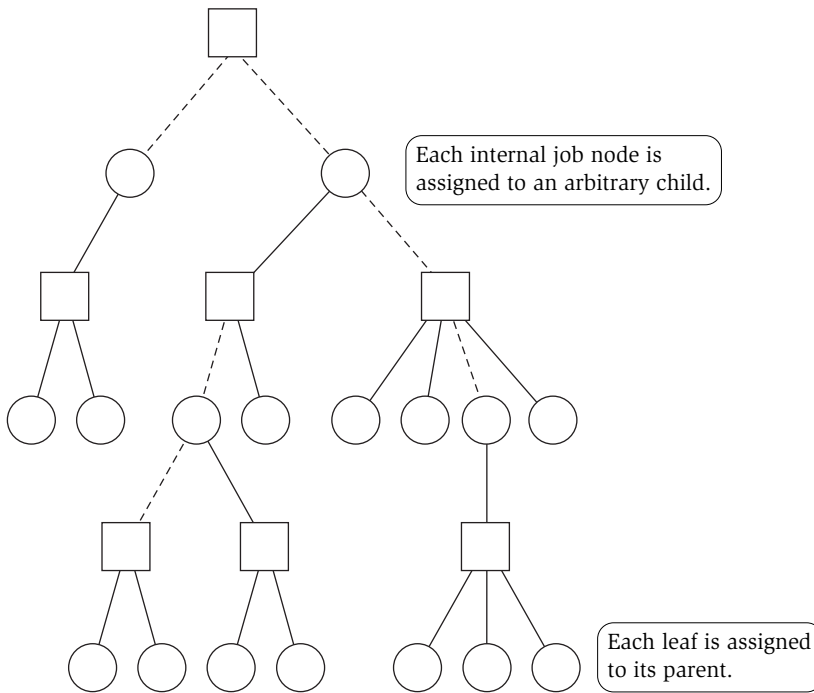 Each internal job node is
assigned to an arbitrary child.
Each leaf is assigned
to its parent.